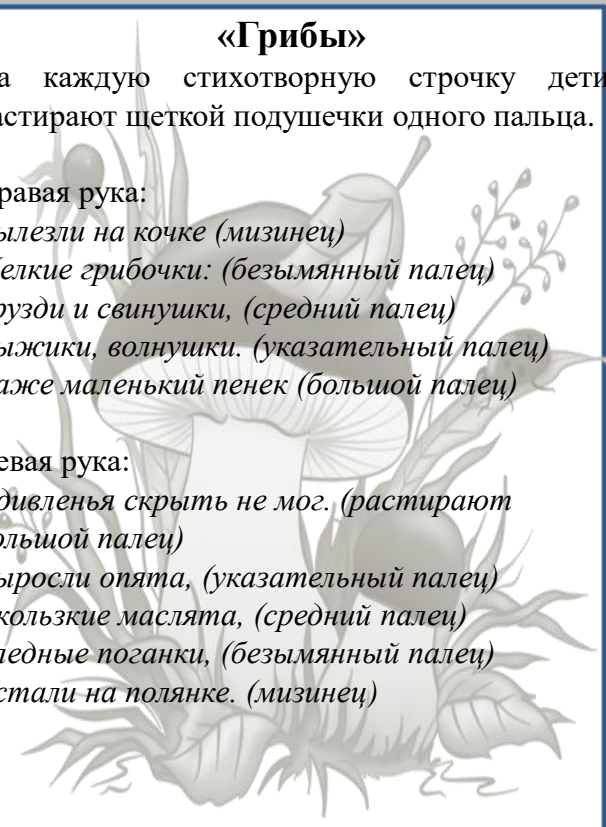 «Грибы»
а каждую стихотворную строчку дети
астирают щеткой подушечки одного пальца.
равая рука:
ылезли на кочке (мизинец)
елкие грибочки: (безымянный палец)
рузди и свинушки, (средний палец)
ыжики, волнушки. (указательный палец)
аже маленький пенек (большой палец)
евая рука:
дивленья скрыть не мог. (растирают
ольшой палец)
ыросли опята, (указательный палец)
кользкие маслята, (средний палец)
ледные поганки, (безымянный палец)
стали на полянке. (мизинец)